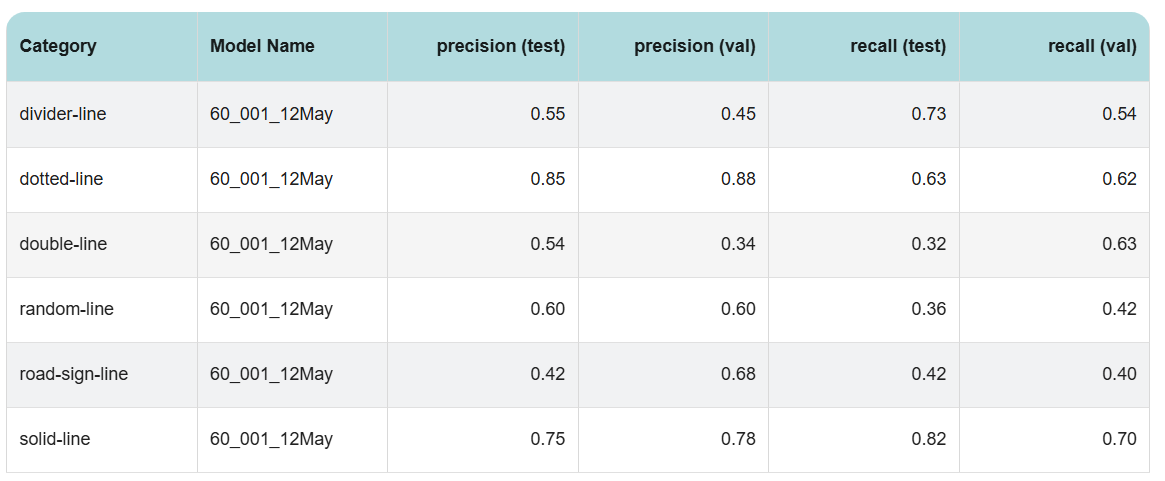 Category Model Name precision (test) precision (val) recall (test) recall (val)
divider-line 60_001_12May 0.55 0.45 0.73 0.54
dotted-line 60_001_12May 0.85 0.88 0.63 0.62
double-line 60_001_12May 0.54 0.34 0.32 0.63
random-line 60_001_12May 0.60 0.60 0.36 0.42
road-sign-line 60_001_12May 0.42 0.68 0.42 0.40
solid-line 60_001_12May 0.75 0.78 0.82 0.70